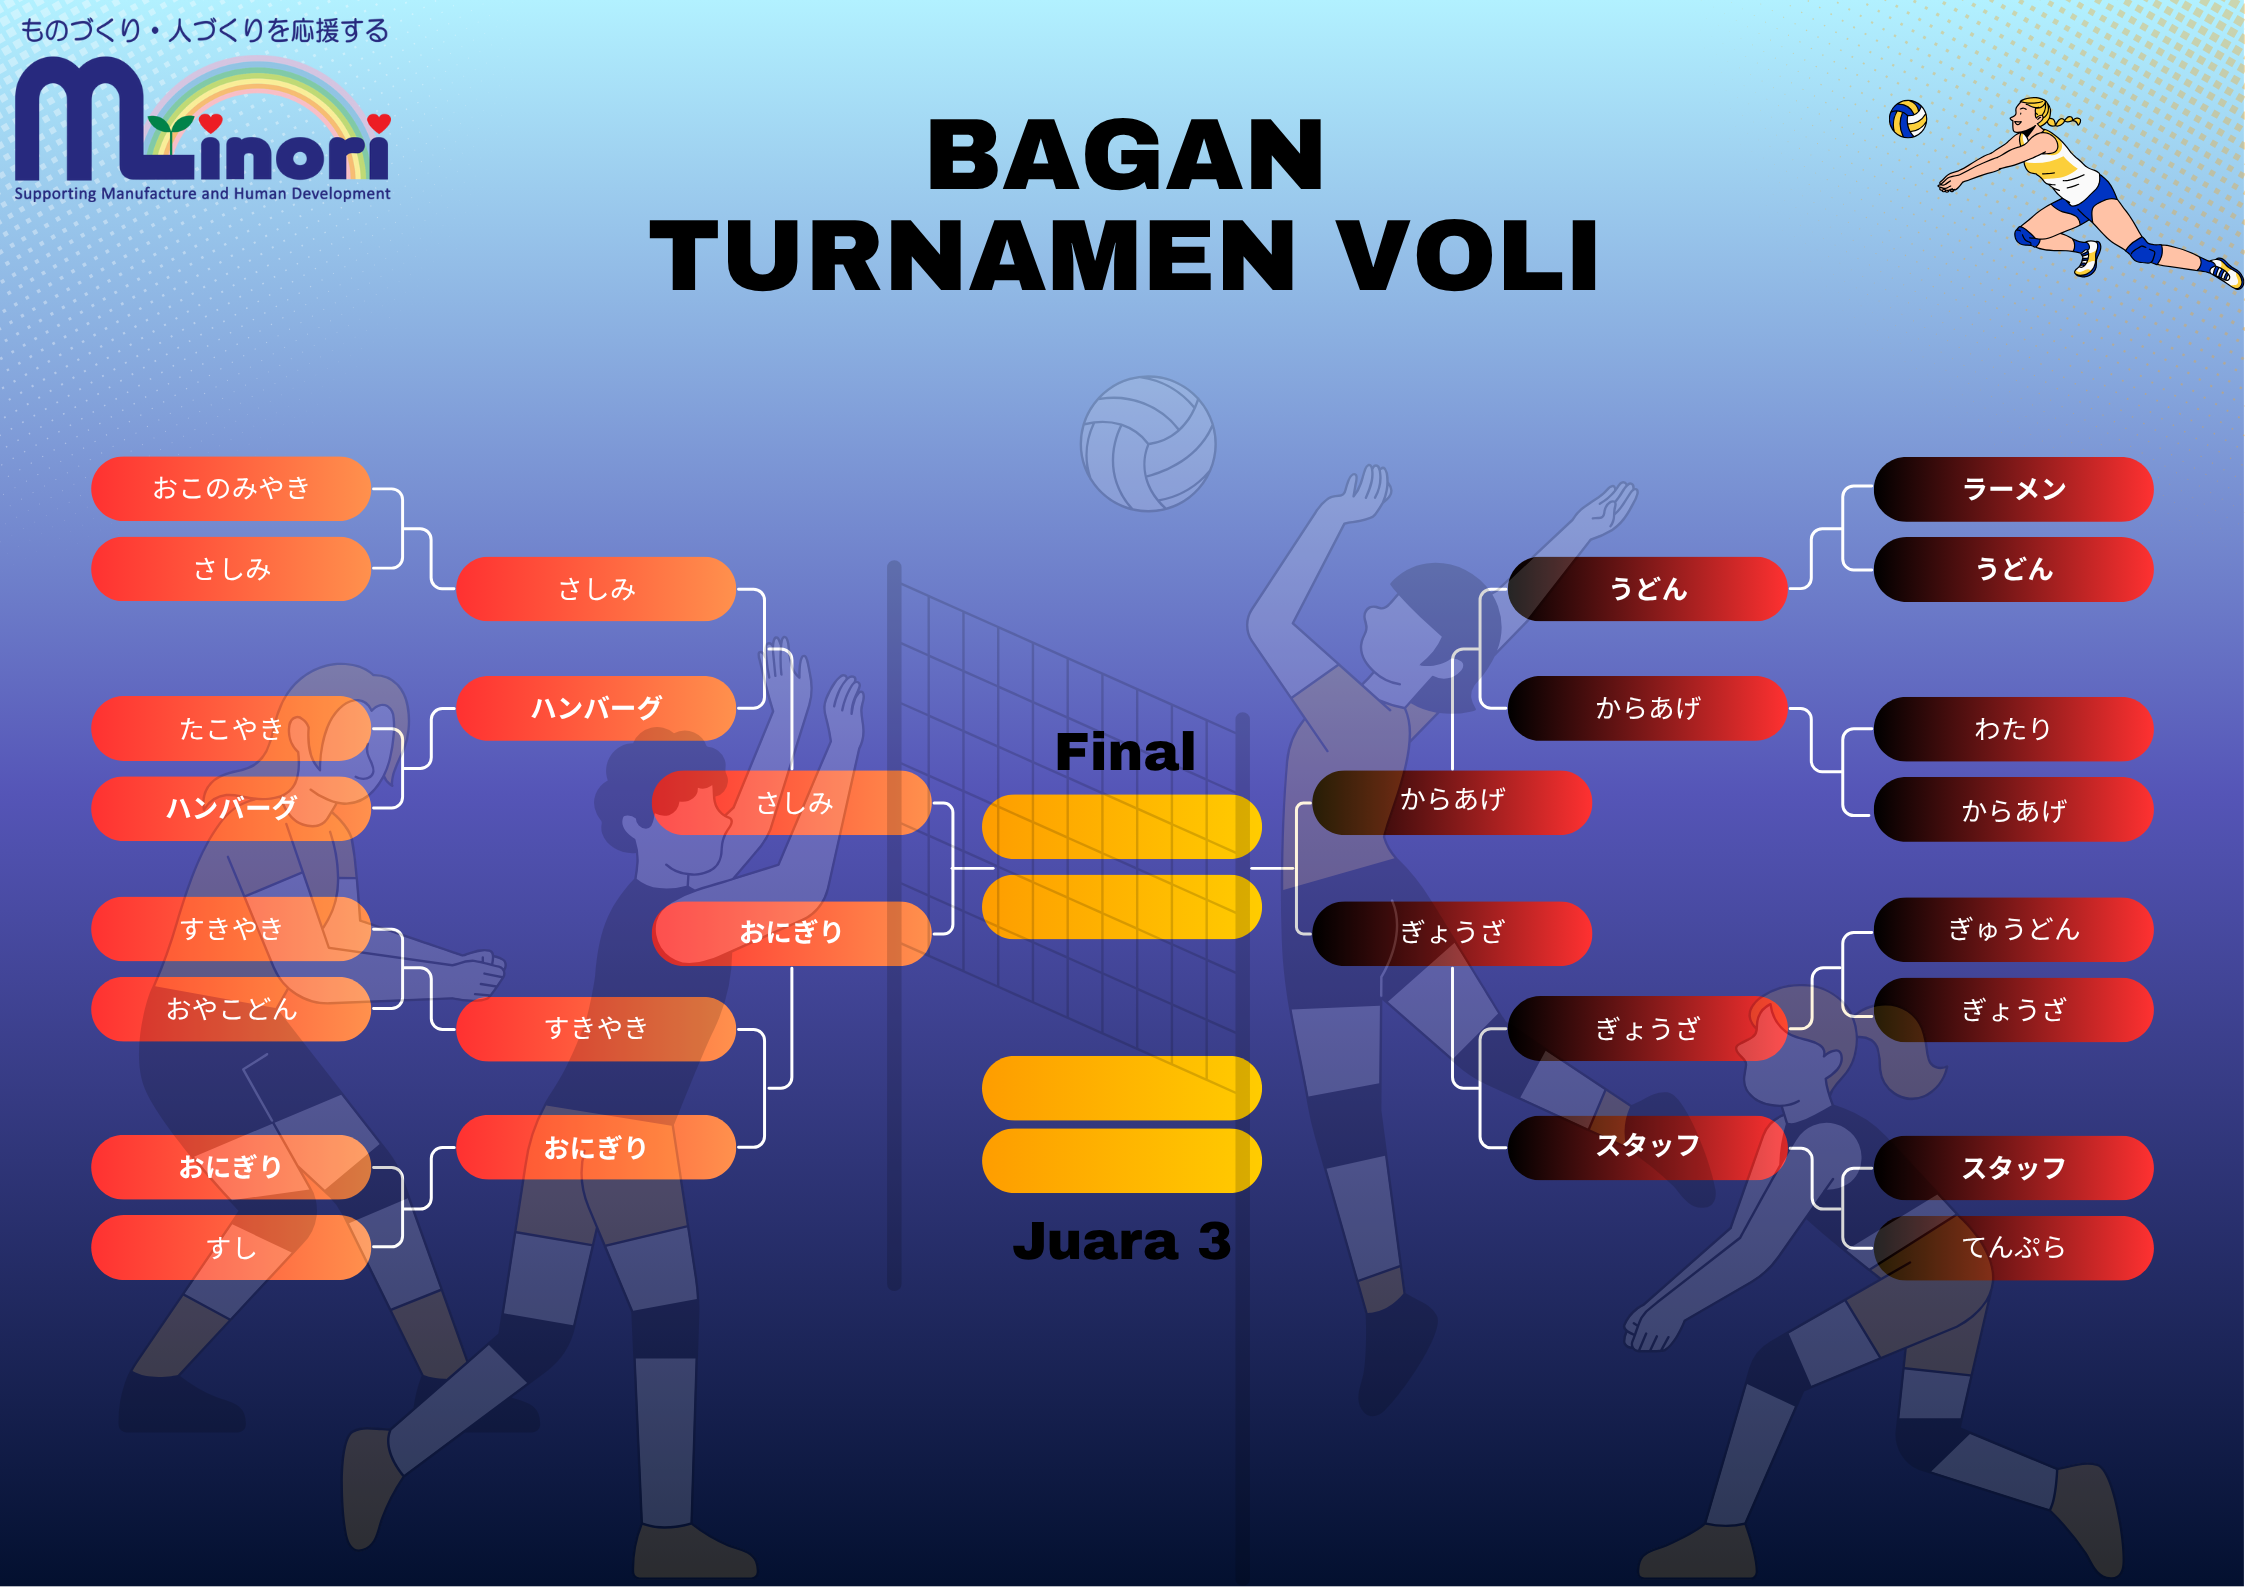 ものづくり・人づくりを応援する
Minori
Supporting Manufacture and Human Development
BAGAN
TURNAMEN VOLI
おこのみやき
さしみ
たこやき
ハンバーグ
すきやき
おやこどん
おにぎり
すし
さしみ
ハンバーグ
すきやき
おにぎり
さしみ
おにぎり
Final
Juara 3
からあげ
ぎょうざ
うどん
からあげ
ぎょうざ
スタッフ
ラーメン
うどん
わたり
からあげ
ぎゅうどん
ぎょうざ
スタッフ
てんぷら